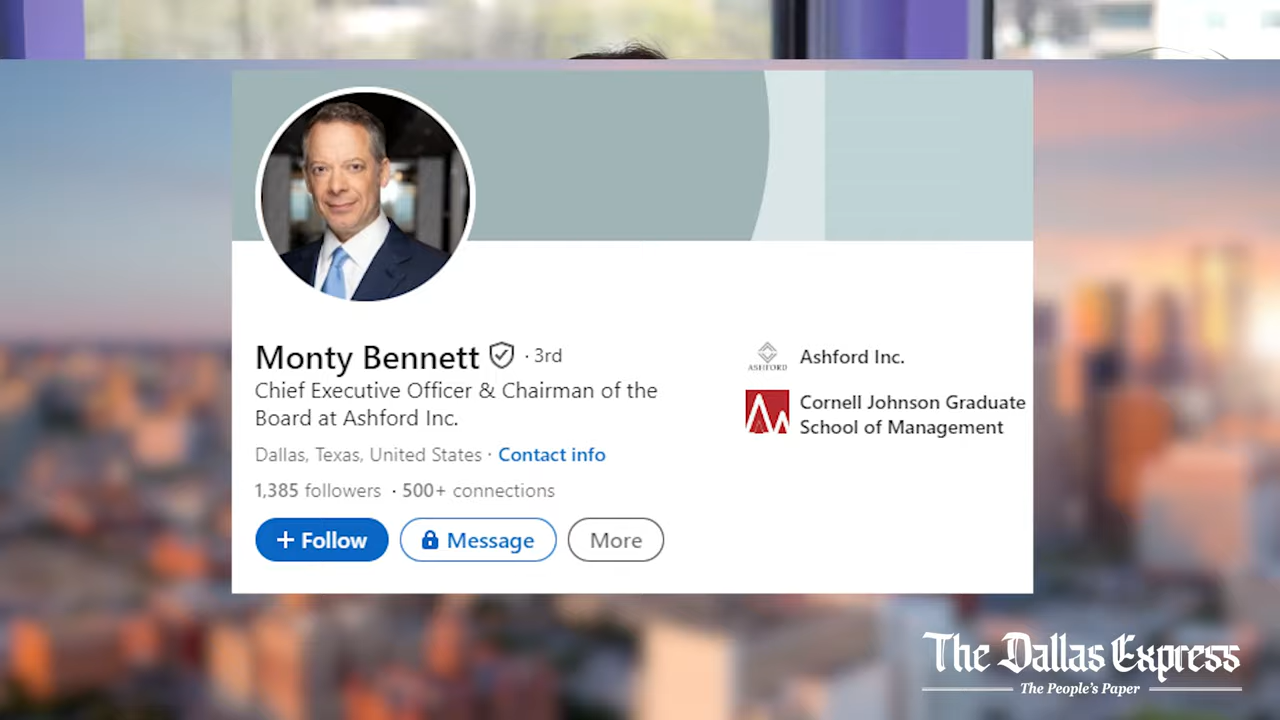 Monty Bennett · 3rd
Chief Executive Officer & Chairman of the
Board at Ashford Inc.
Dallas, Texas, United States · Contact info
1,385 followers · 500+ connections
+ Follow
Message
More
ASHFORD
Ashford Inc.
Cornell Johnson Graduate
School of Management
The Dallas Express
The People's Paper